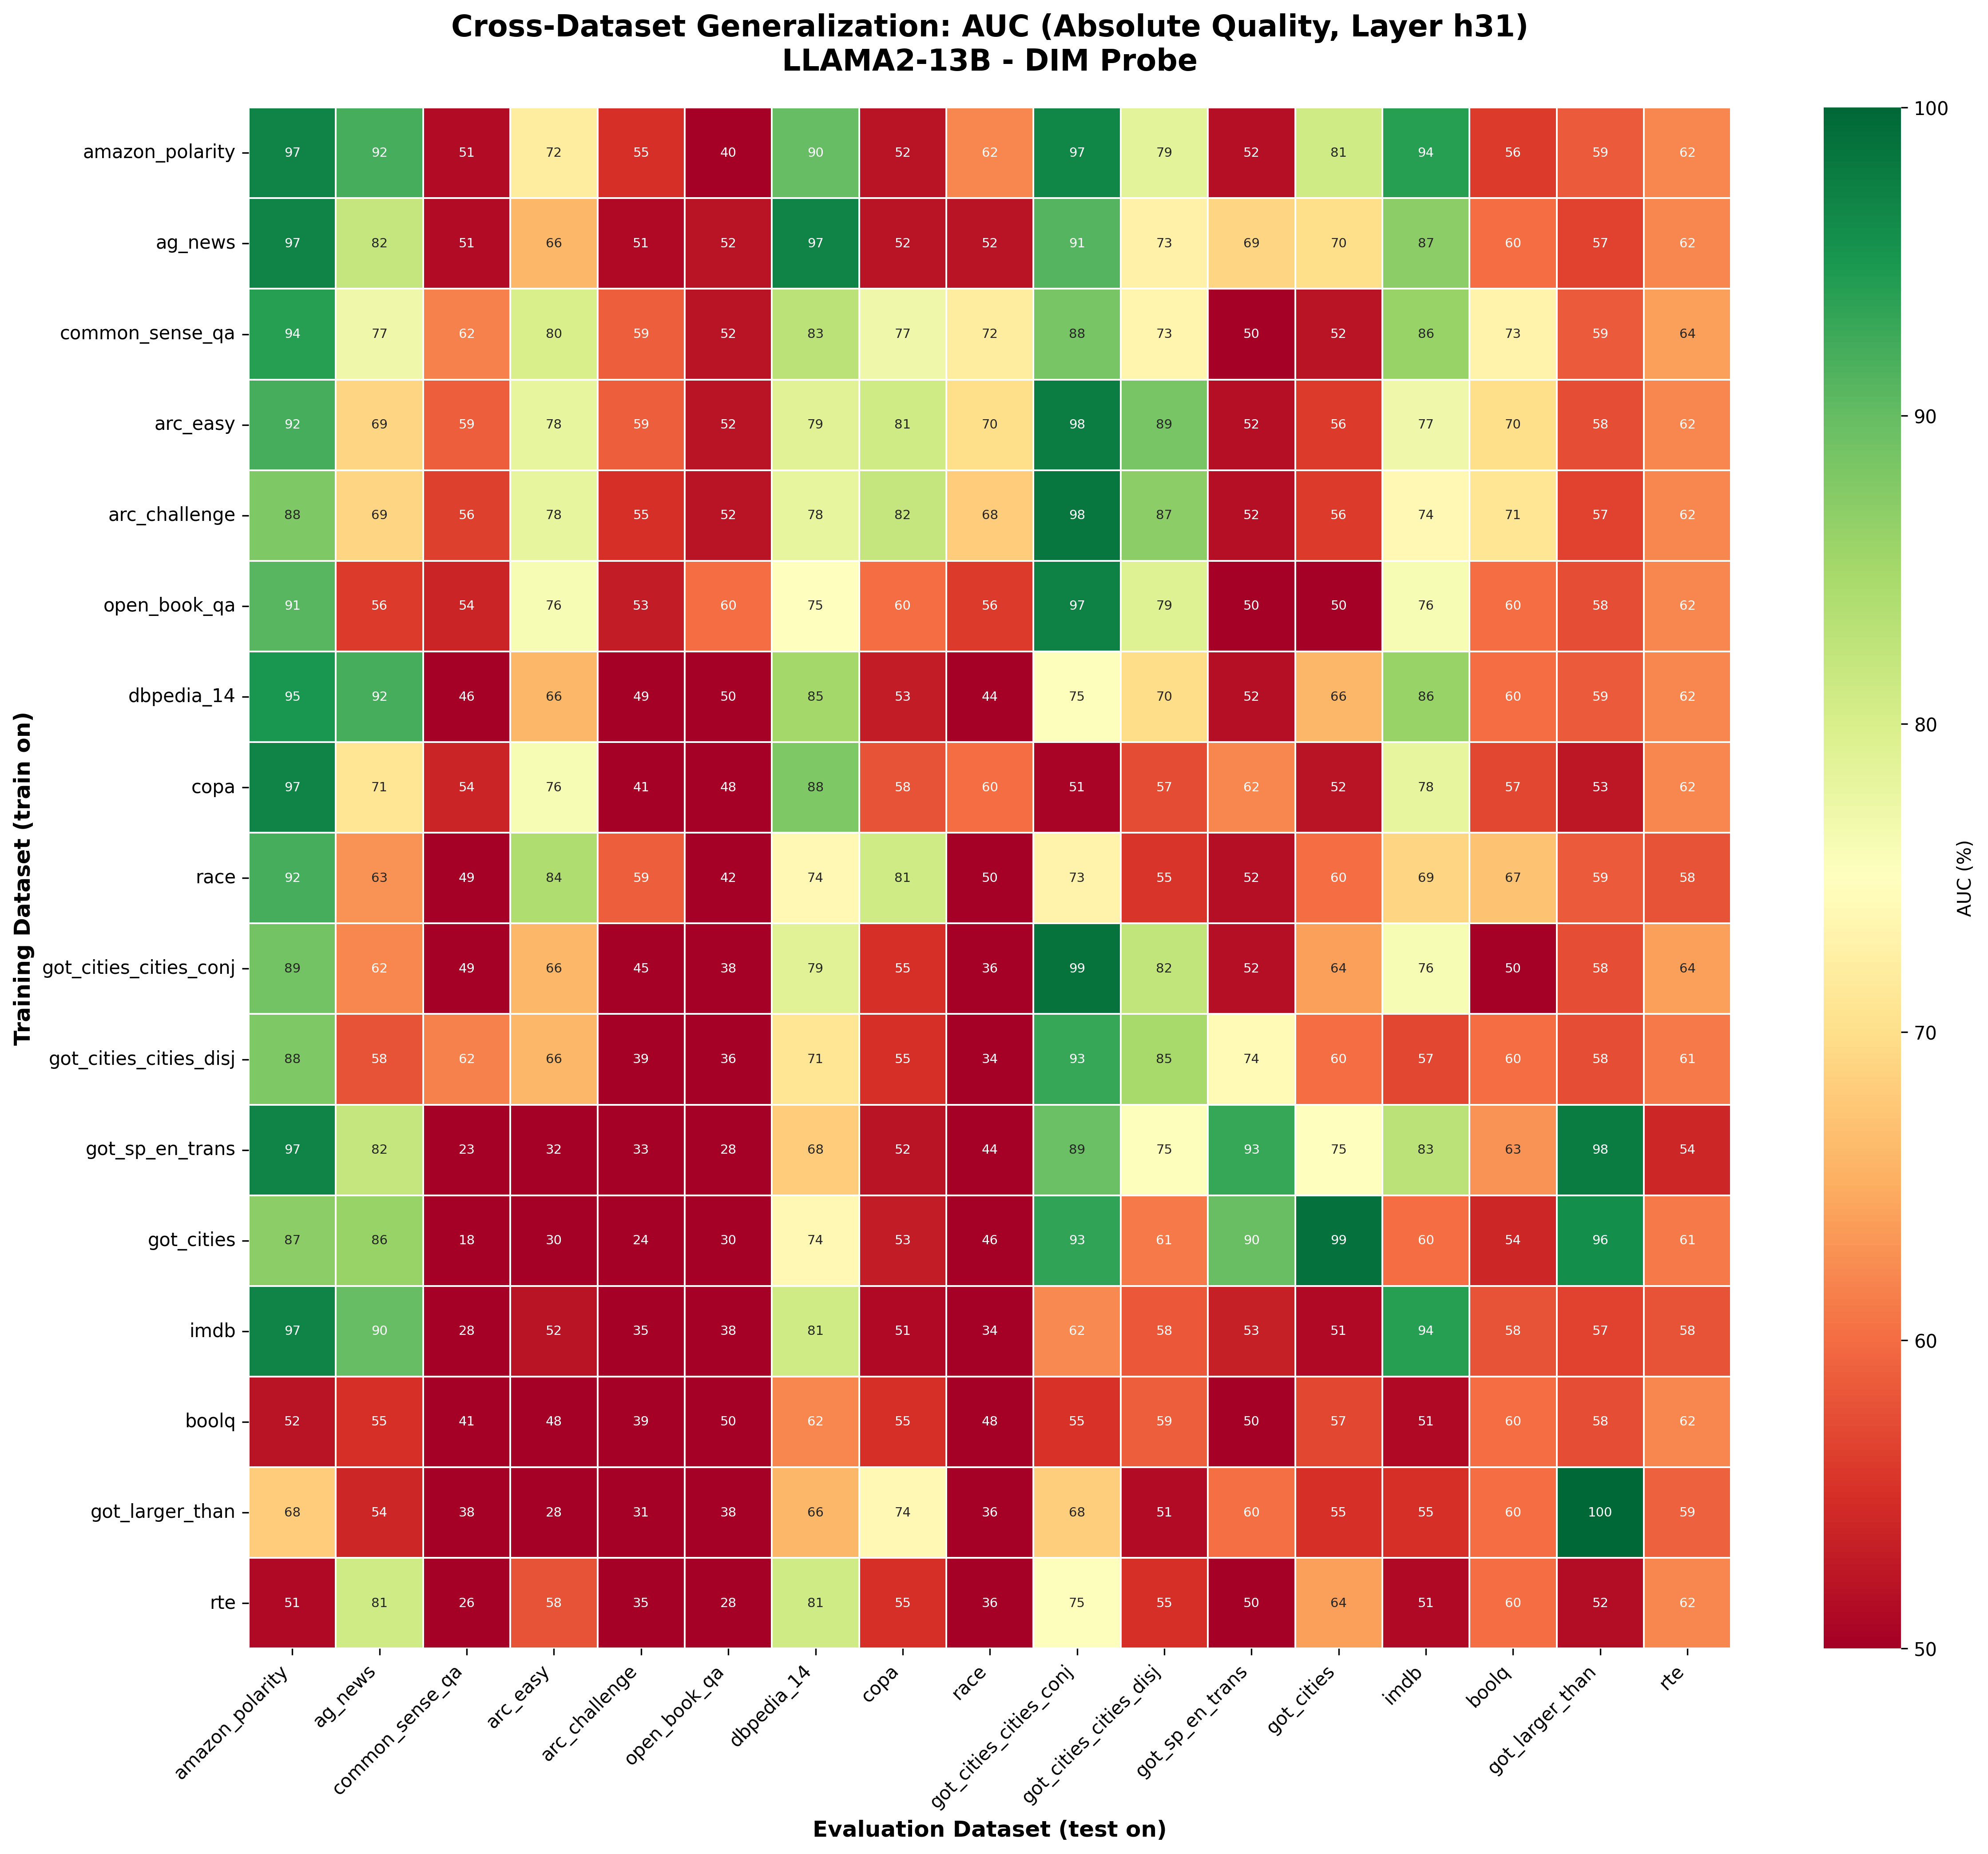 Cross-Dataset Generalization: AUC (Absolute Quality, Layer h31)
LLAMA2-13B - DIM Probe
Training Dataset (train on)
amazon_polarity 97 92 51 72 55 40 90 52 62 97 79 52 81 94 56 59 62
ag_news 97 82 51 66 51 52 97 52 52 91 73 69 70 87 60 57 62
common_sense_qa 94 77 62 80 59 52 83 77 72 88 73 50 52 86 73 59 64
arc_easy 92 69 59 78 59 52 79 81 70 98 89 52 56 77 70 58 62
arc_challenge 88 69 56 78 55 52 78 82 68 98 87 52 56 74 71 57 62
open_book_qa 91 56 54 76 53 60 75 60 56 97 79 50 50 76 60 58 62
dbpedia_14 95 92 46 66 49 50 85 53 44 75 70 52 66 86 60 59 62
copa 97 71 54 76 41 48 88 58 60 51 57 62 52 78 57 53 62
race 92 63 49 84 59 42 74 81 50 73 55 52 60 69 67 59 58
got_cities_cities_conj 89 62 49 66 45 38 79 55 36 99 82 52 64 76 50 58 64
got_cities_cities_disj 88 58 62 66 39 36 71 55 34 93 85 74 60 57 60 58 61
got_sp_en_trans 97 82 23 32 33 28 68 52 44 89 75 93 75 83 63 98 54
got_cities 87 86 18 30 24 30 74 53 46 93 61 90 99 60 54 96 61
imdb 97 90 28 52 35 38 81 51 34 62 58 53 51 94 58 57 58
boolq 52 55 41 48 39 50 62 55 48 55 59 50 57 51 60 58 62
got_larger_than 68 54 38 28 31 38 66 74 36 68 51 60 55 55 60 100 59
rte 51 81 26 58 35 28 81 55 36 75 55 50 64 51 60 52 62
amazon_polarity ag_news common_sense_qa arc_easy arc_challenge open_book_qa dbpedia_14 copa race got_cities_cities_conj got_cities_cities_disj got_sp_en_trans got_cities imdb boolq got_larger_than rte
Evaluation Dataset (test on)
100
90
80
70
60
50
AUC (%)